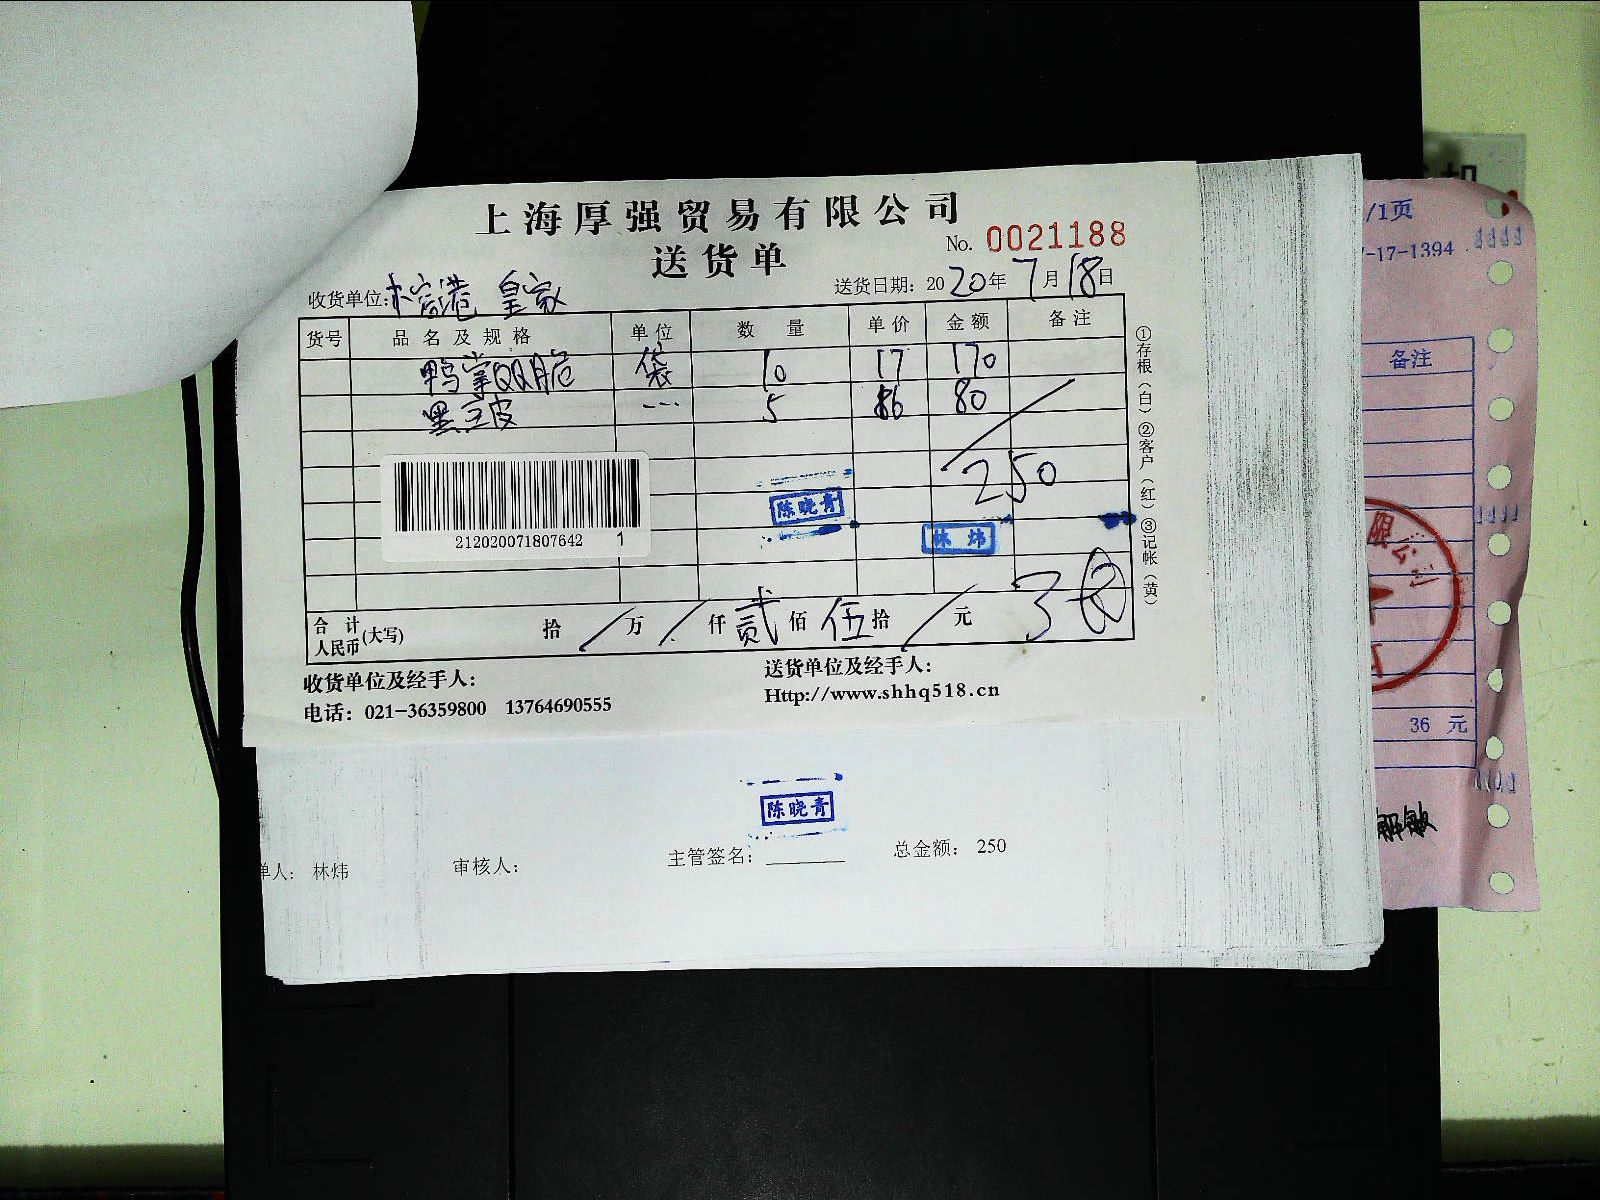 上海厚强贸易有限公司
送货单
No. 0021188
收货单位: 皇家
送货日期: 2020年7月18日
货号 品名及规格 单位 数量 单价 金额 备注
鸭掌QQ脆 袋 10 17 170
黑豆皮 5 16 80
250
陈晓青
林炜
212020071807642 1
合计人民币(大写) 拾 万 仟 贰 佰 伍 拾 元
收货单位及经手人:
送货单位及经手人:
电话: 021-36359800 13764690555
Http://www.shhq518.cn
①存根(白)②客户(红)③记帐(黄)
陈晓青
单人: 林炜 审核人: 主管签名: 总金额: 250
/1页
-17-1394
备注
限公司
36 元
解敏